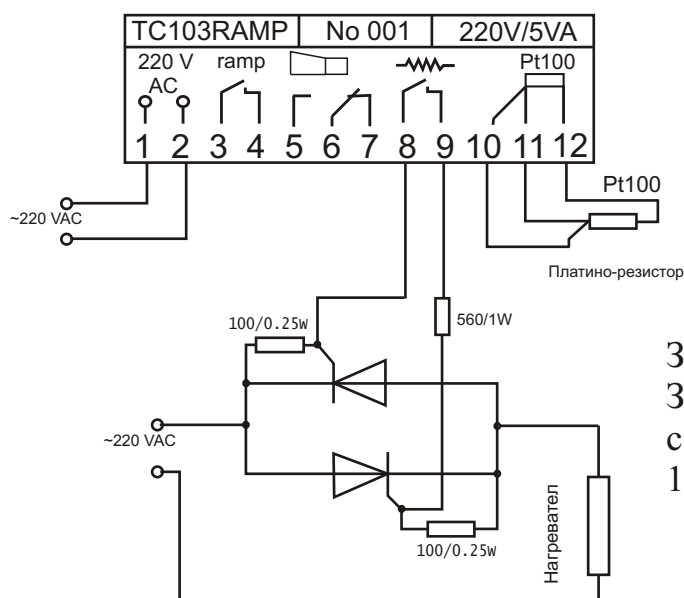 TC103RAMP No 001 220V/5VA
220 V AC ramp Pt100
1 2 3 4 5 6 7 8 9 10 11 12
Pt100
~220 VAC
Платино-резистор
100/0.25W
560/1W
~220 VAC
100/0.25W
Нагревател
З
З
с
1